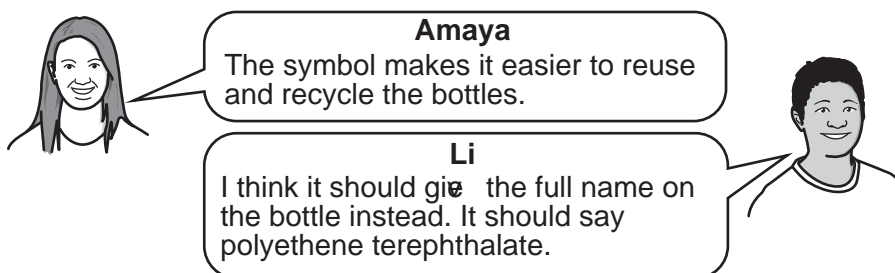 Amaya
The symbol makes it easier to reuse
and recycle the bottles.
Li
I think it should give the full name on
the bottle instead. It should say
polyethene terephthalate.